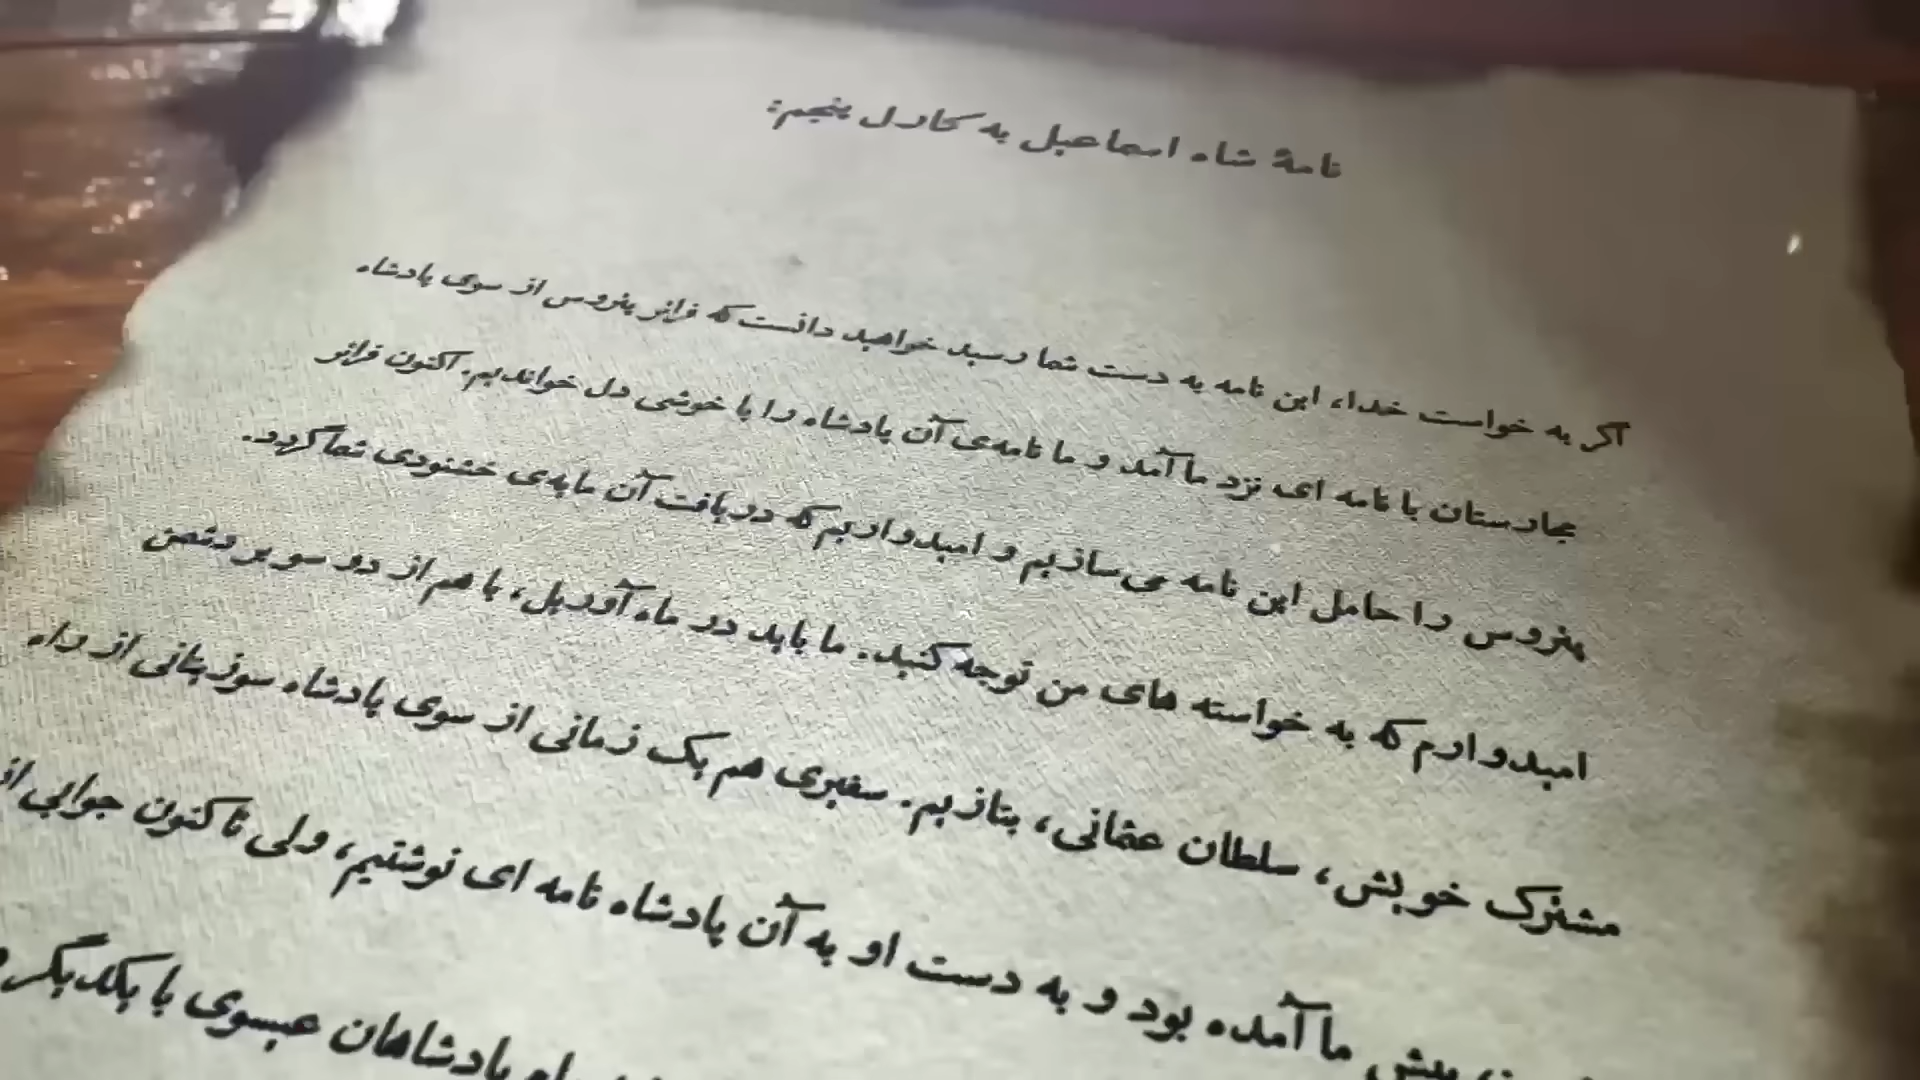 نامهٔ شاه اسماعیل به کارل پنجم:
اگر به خواست خدا، این نامه به دست شما رسید خواهید دانست که فرائر پتروس از سوی پادشاه
مجارستان با نامه ای نزد ما آمد و ما نامه‌ی آن پادشاه را با خوشی دل خواندیم. اکنون فرائر
پتروس را حامل این نامه می‌سازیم و امیدواریم که دریافت آن مایه‌ی خشنودی شما گردد.
امیدوارم که به خواسته های من توجه کنید. ما باید در ماه آوریل، با هم از دو سو بر دشمن
مشترک خویش، سلطان عثمانی، بتازیم. سفیری هم یک زمانی از سوی پادشاه سوزیتانی از راه
پیش ما آمده بود و به دست او به آن پادشاه نامه ای نوشتیم، ولی تاکنون جوابی از
پادشاهان عیسوی با یکدیگر